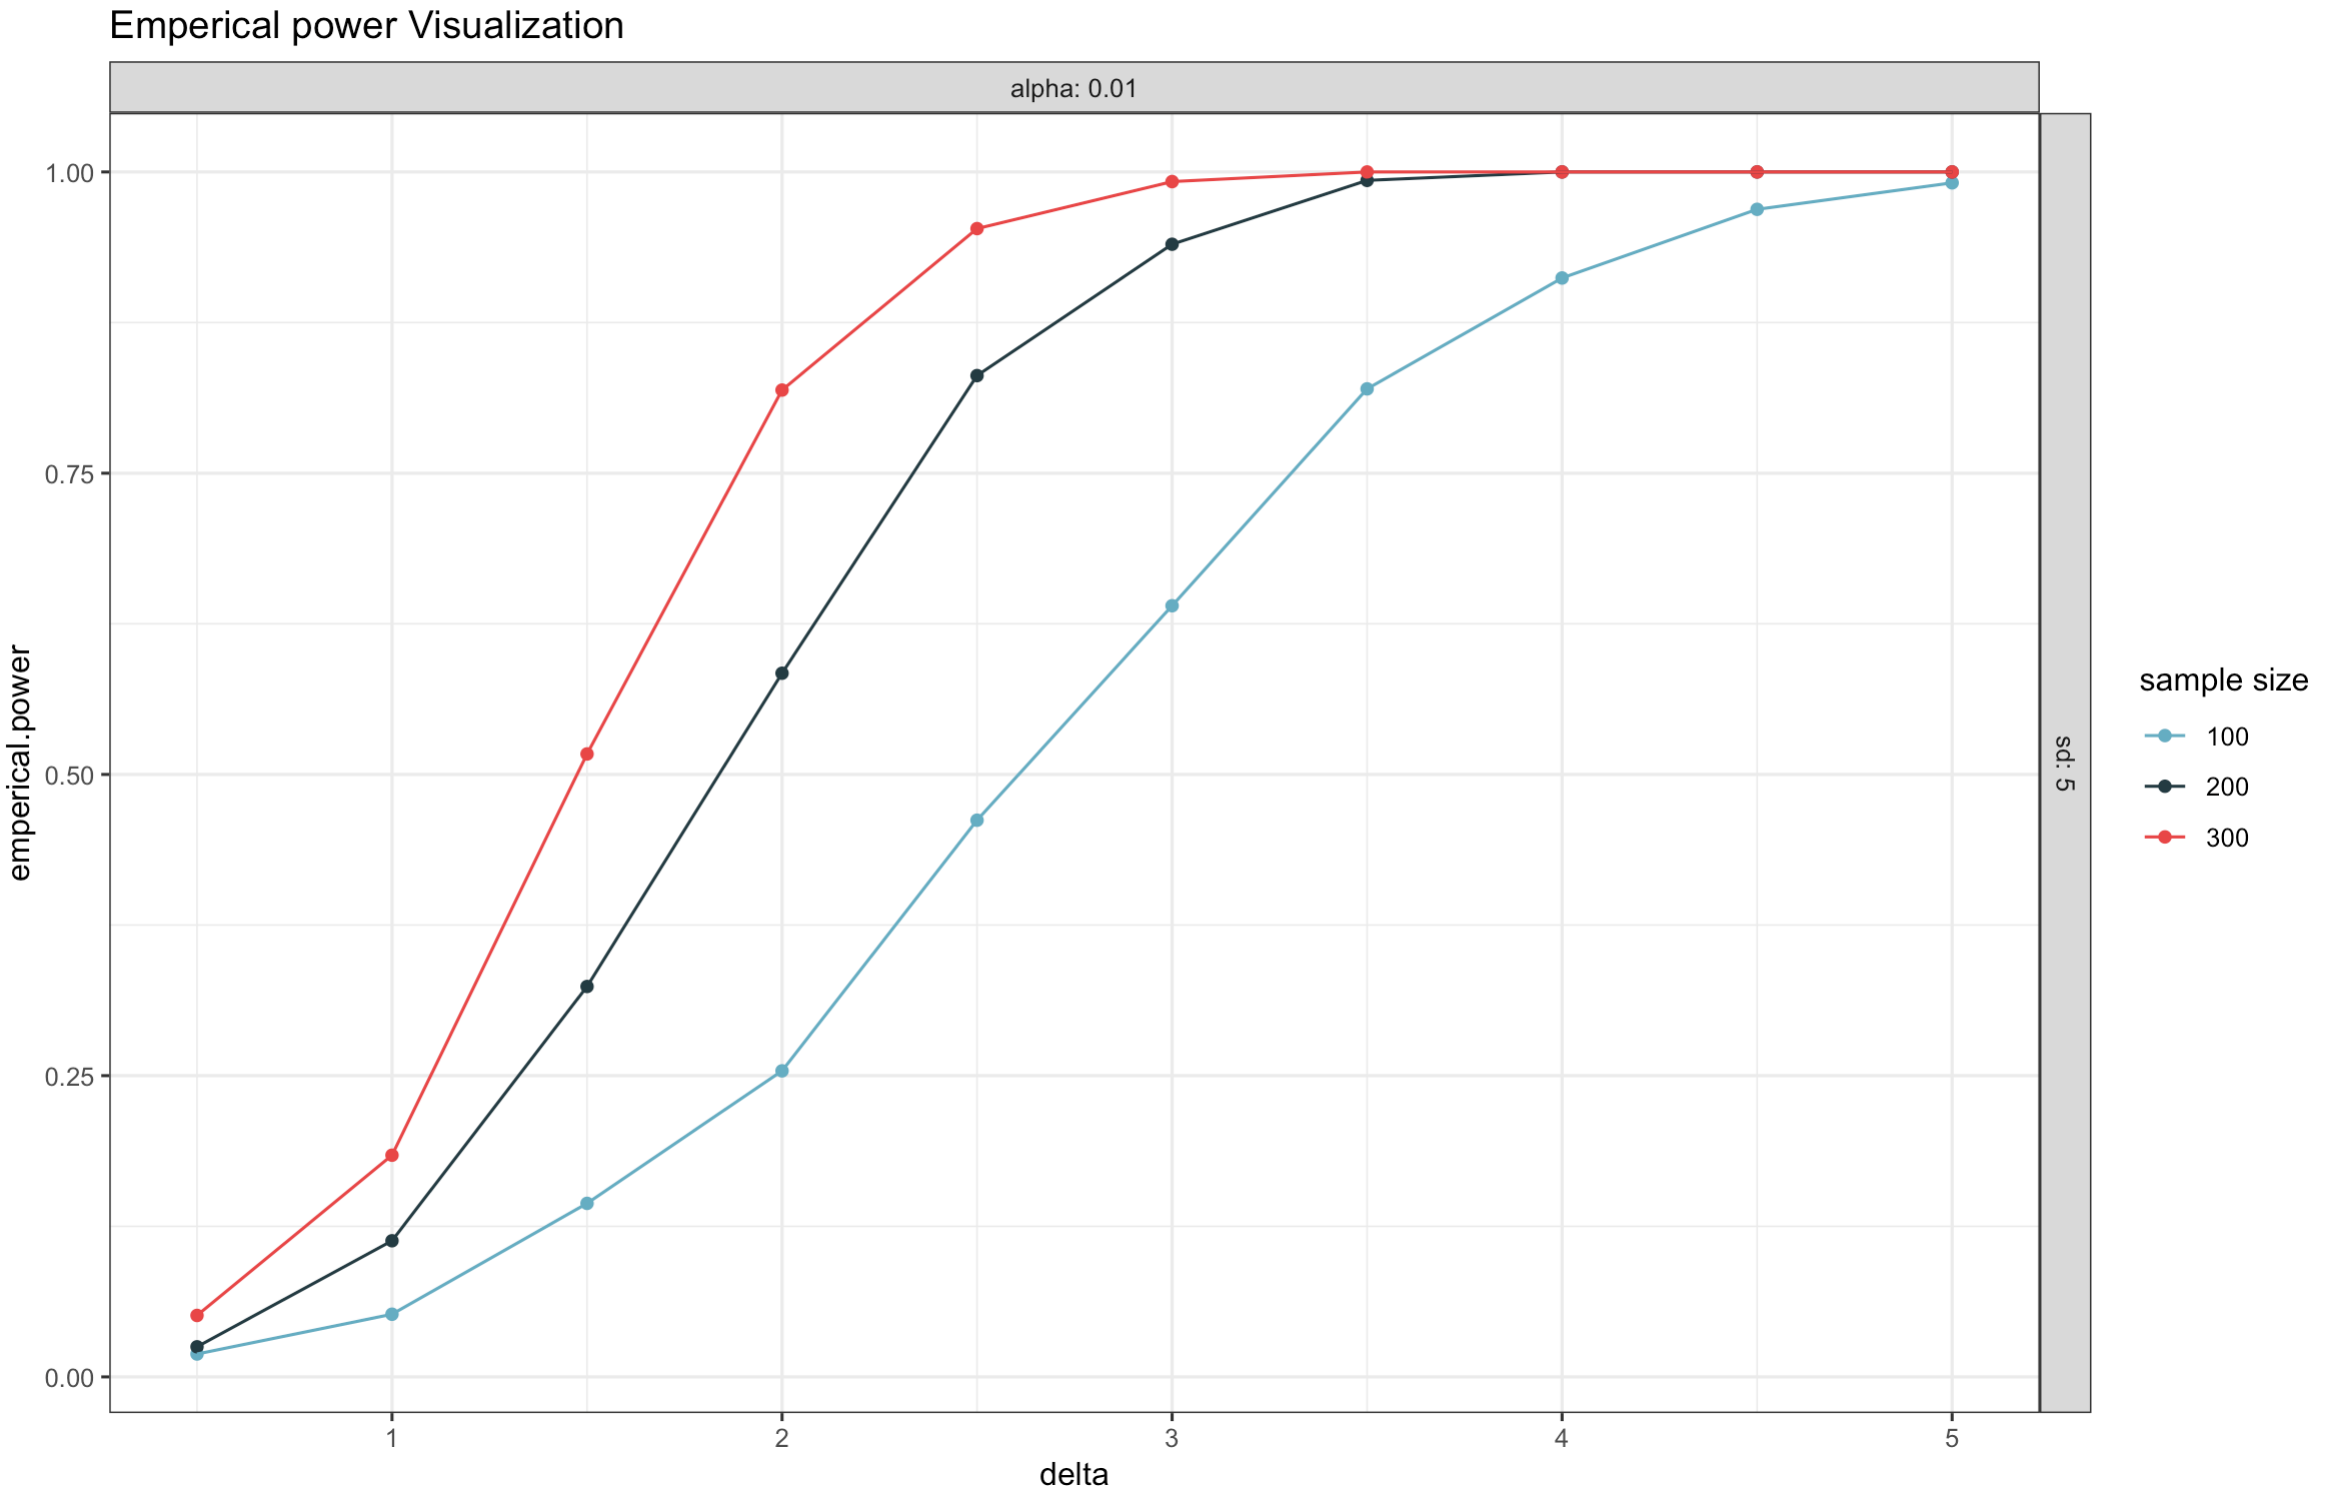 Emperical power Visualization
alpha: 0.01
1.00
0.75
0.50
0.25
0.00
emperical.power
1
2
3
4
5
delta
sd: 5
sample size
100
200
300